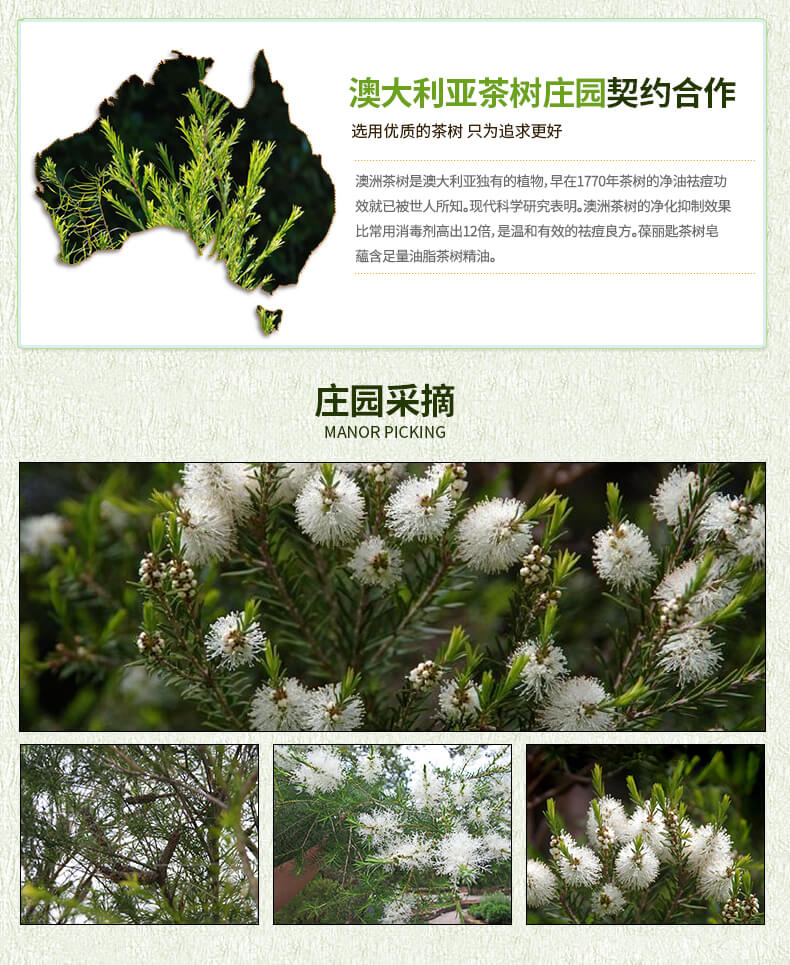 澳大利亚茶树庄园契约合作
选用优质的茶树 只为追求更好
澳洲茶树是澳大利亚独有的植物,早在1770年茶树的净油祛痘功
效就已被世人所知。现代科学研究表明。澳洲茶树的净化抑制效果
比常用消毒剂高出12倍,是温和有效的祛痘良方。葆丽匙茶树皂
蕴含足量油脂茶树精油。
庄园采摘
MANOR PICKING